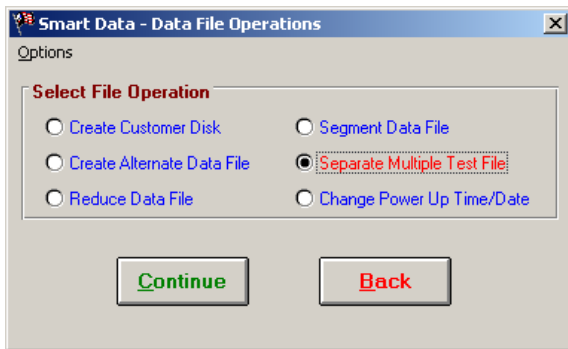 Smart Data - Data File Operations
Options
Select File Operation
Create Customer Disk
Segment Data File
Create Alternate Data File
Separate Multiple Test File
Reduce Data File
Change Power Up Time/Date
Continue
Back